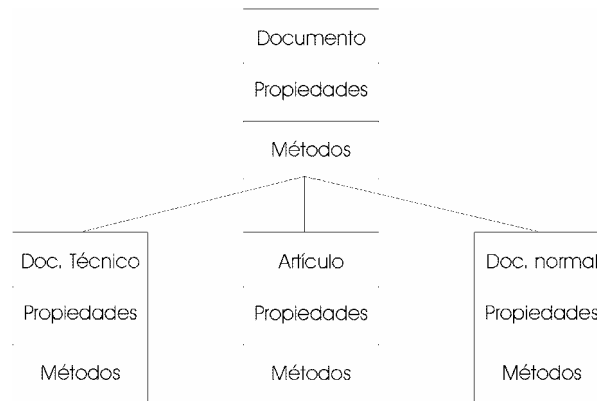 Documento
Propiedades
Métodos
Doc. Técnico
Propiedades
Métodos
Artículo
Propiedades
Métodos
Doc. normal
Propiedades
Métodos